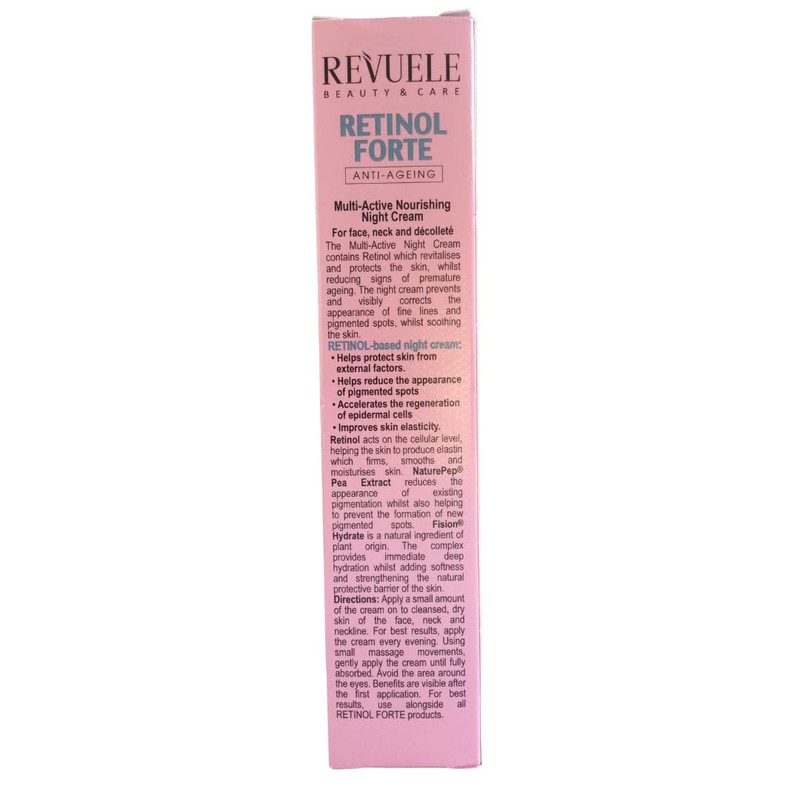 REVUELE
BEAUTY & CARE
RETINOL
FORTE
ANTI-AGEING
Multi-Active Nourishing
Night Cream
For face, neck and décolleté
The Multi-Active Night Cream
contains Retinol which revitalises
and protects the skin, whilst
reducing signs of premature
ageing. The night cream prevents
and visibly corrects the
appearance of fine lines and
pigmented spots, whilst soothing
the skin.
RETINOL-based night cream:
• Helps protect skin from
external factors.
• Helps reduce the appearance
of pigmented spots
• Accelerates the regeneration
of epidermal cells
• Improves skin elasticity.
Retinol acts on the cellular level,
helping the skin to produce elastin
which firms, smooths and
moisturises skin. NaturePep®
Pea Extract reduces the
appearance of existing
pigmentation whilst also helping
to prevent the formation of new
pigmented spots. Fision®
Hydrate is a natural ingredient of
plant origin. The complex
provides immediate deep
hydration whilst adding softness
and strengthening the natural
protective barrier of the skin.
Directions: Apply a small amount
of the cream on to cleansed, dry
skin of the face, neck and
neckline. For best results, apply
the cream every evening. Using
small massage movements,
gently apply the cream until fully
absorbed. Avoid the area around
the eyes. Benefits are visible after
the first application. For best
results, use alongside all
RETINOL FORTE products.